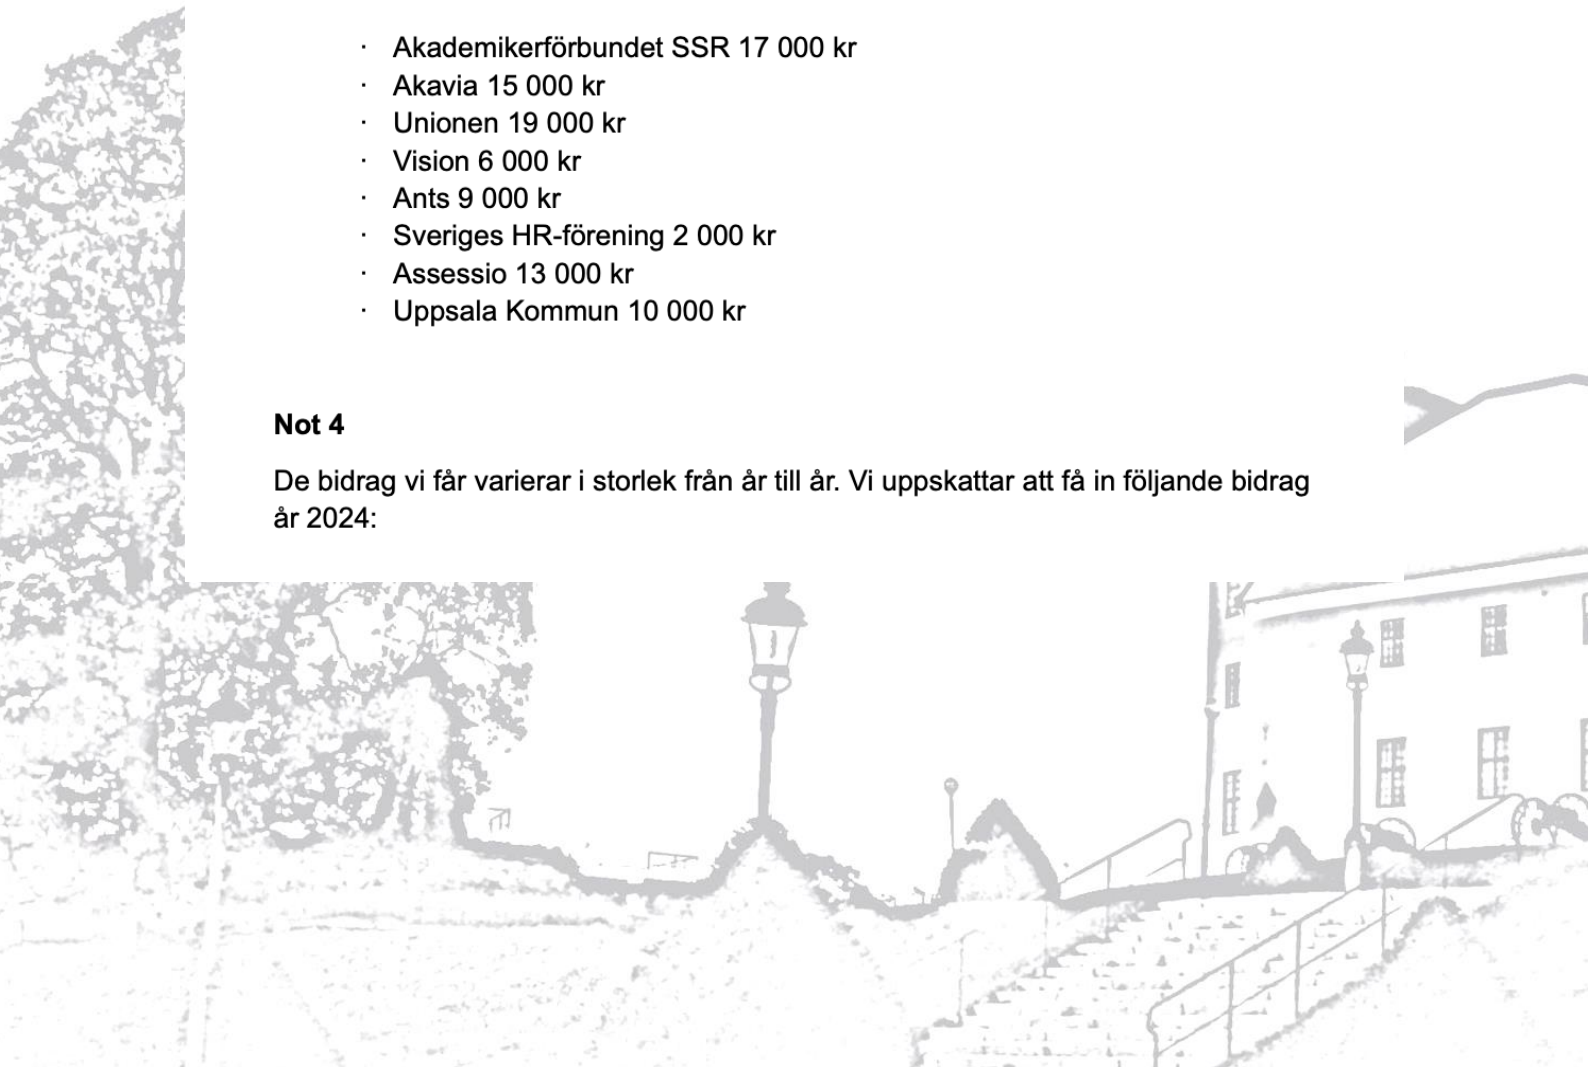 · Akademikerförbundet SSR 17 000 kr
· Akavia 15 000 kr
· Unionen 19 000 kr
· Vision 6 000 kr
· Ants 9 000 kr
· Sveriges HR-förening 2 000 kr
· Assessio 13 000 kr
· Uppsala Kommun 10 000 kr
Not 4
De bidrag vi får varierar i storlek från år till år. Vi uppskattar att få in följande bidrag
år 2024: